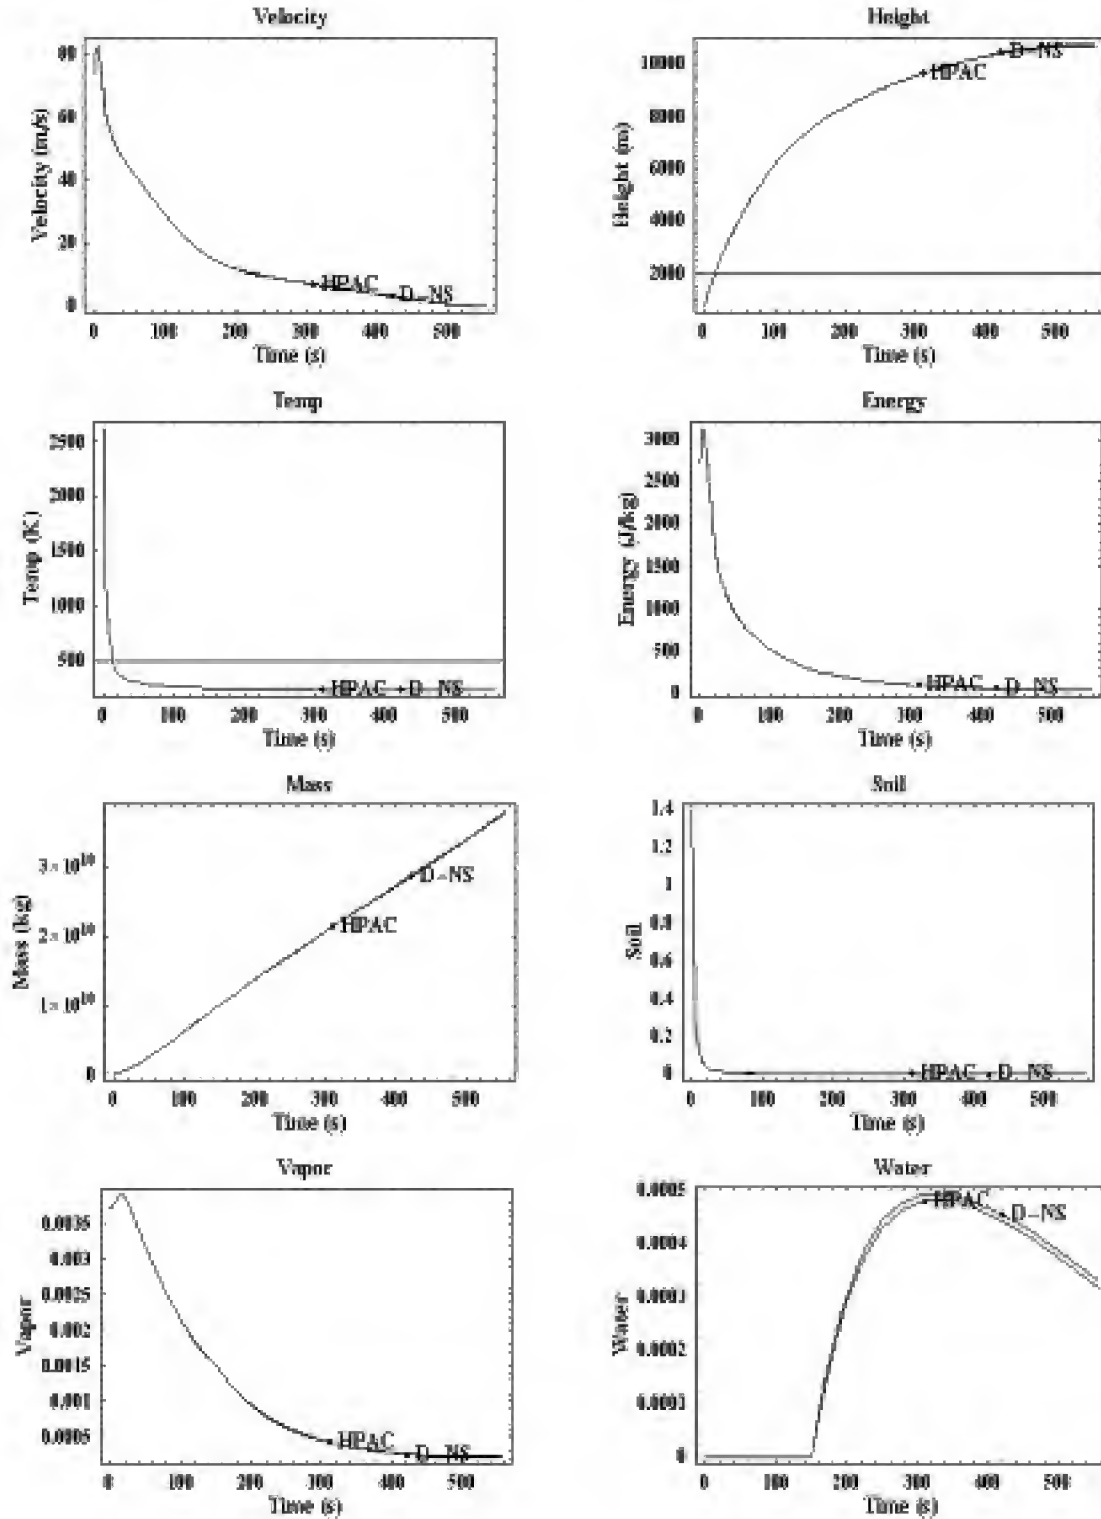 Velocity
Velocity (m/s)
80
60
40
20
0
HPAC
D-NS
0 100 200 300 400 500
Time (s)
Height
Height (m)
10000
8000
6000
4000
2000
D-NS
HPAC
0 100 200 300 400 500
Time (s)
Temp
Temp (K)
2500
2000
1500
1000
500
HPAC D-NS
0 100 200 300 400 500
Time (s)
Energy
Energy (J/kg)
3000
2500
2000
1500
1000
500
0
HPAC
D-NS
0 100 200 300 400 500
Time (s)
Mass
Mass (kg)
3×10¹⁰
2×10¹⁰
1×10¹⁰
0
D-NS
HPAC
0 100 200 300 400 500
Time (s)
Soil
Soil
1.4
1.2
1
0.8
0.6
0.4
0.2
0
HPAC D-NS
0 100 200 300 400 500
Time (s)
Vapor
Vapor
0.0035
0.003
0.0025
0.002
0.0015
0.001
0.0005
HPAC
D-NS
0 100 200 300 400 500
Time (s)
Water
Water
0.0005
0.0004
0.0003
0.0002
0.0001
0
HPAC
D-NS
0 100 200 300 400 500
Time (s)